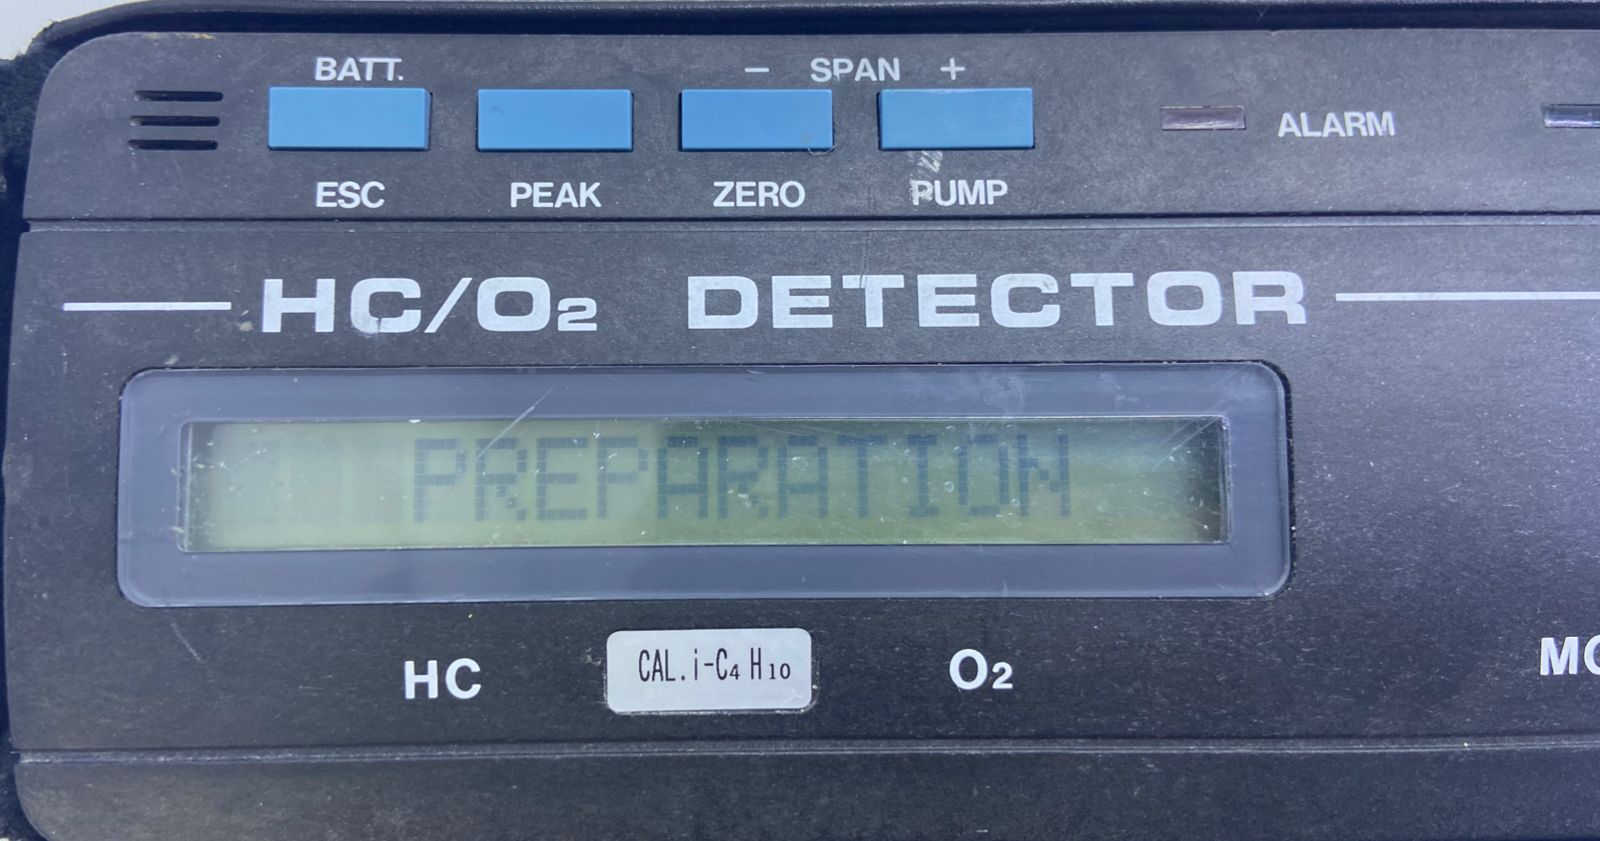 BATT. − SPAN +
ALARM
ESC PEAK ZERO PUMP
HC/O₂ DETECTOR
PREPARATION
HC CAL.i-C₄H₁₀ O₂